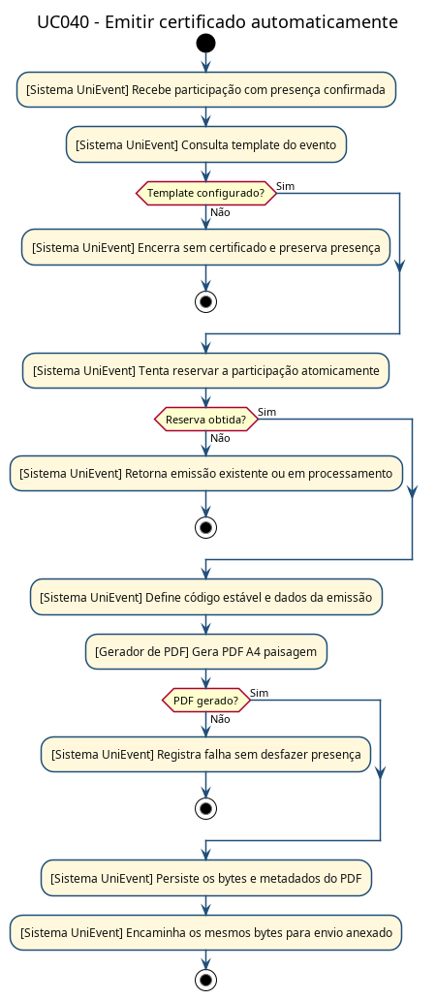 UC040 - Emitir certificado automaticamente
[Sistema UniEvent] Recebe participação com presença confirmada
[Sistema UniEvent] Consulta template do evento
Template configurado?
Sim
Não
[Sistema UniEvent] Encerra sem certificado e preserva presença
[Sistema UniEvent] Tenta reservar a participação atomicamente
Reserva obtida?
Sim
Não
[Sistema UniEvent] Retorna emissão existente ou em processamento
[Sistema UniEvent] Define código estável e dados da emissão
[Gerador de PDF] Gera PDF A4 paisagem
PDF gerado?
Sim
Não
[Sistema UniEvent] Registra falha sem desfazer presença
[Sistema UniEvent] Persiste os bytes e metadados do PDF
[Sistema UniEvent] Encaminha os mesmos bytes para envio anexado